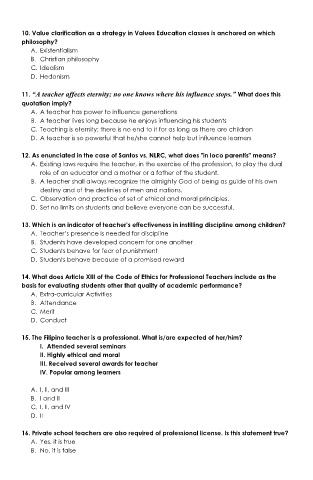 10. Value clarification as a strategy in Values Education classes is anchored on which
philosophy?
A. Existentialism
B. Christian philosophy
C. Idealism
D. Hedonism
11. "A teacher affects eternity; no one knows where his influence stops." What does this
quotation imply?
A. A teacher has power to influence generations
B. A teacher lives long because he enjoys influencing his students
C. Teaching is eternity; there is no end to it for as long as there are children
D. A teacher is so powerful that he/she cannot help but influence learners
12. As enunciated in the case of Santos vs. NLRC, what does "in loco parentis" means?
A. Existing laws require the teacher, in the exercise of the profession, to play the dual
role of an educator and a mother or a father of the student.
B. A teacher shall always recognize the almighty God of being as guide of his own
destiny and of the destinies of men and nations.
C. Observation and practice of set of ethical and moral principles.
D. Set no limits on students and believe everyone can be successful.
13. Which is an indicator of teacher's effectiveness in instilling discipline among children?
A. Teacher's presence is needed for discipline
B. Students have developed concern for one another
C. Students behave for fear of punishment
D. Students behave because of a promised reward
14. What does Article XIII of the Code of Ethics for Professional Teachers include as the
basis for evaluating students other that quality of academic performance?
A. Extra-curricular Activities
B. Attendance
C. Merit
D. Conduct
15. The Filipino teacher is a professional. What is/are expected of her/him?
I. Attended several seminars
II. Highly ethical and moral
III. Received several awards for teacher
IV. Popular among learners
A. I, II, and III
B. I and II
C. I, II, and IV
D. II
16. Private school teachers are also required of professional license. Is this statement true?
A. Yes, it is true
B. No, it is false